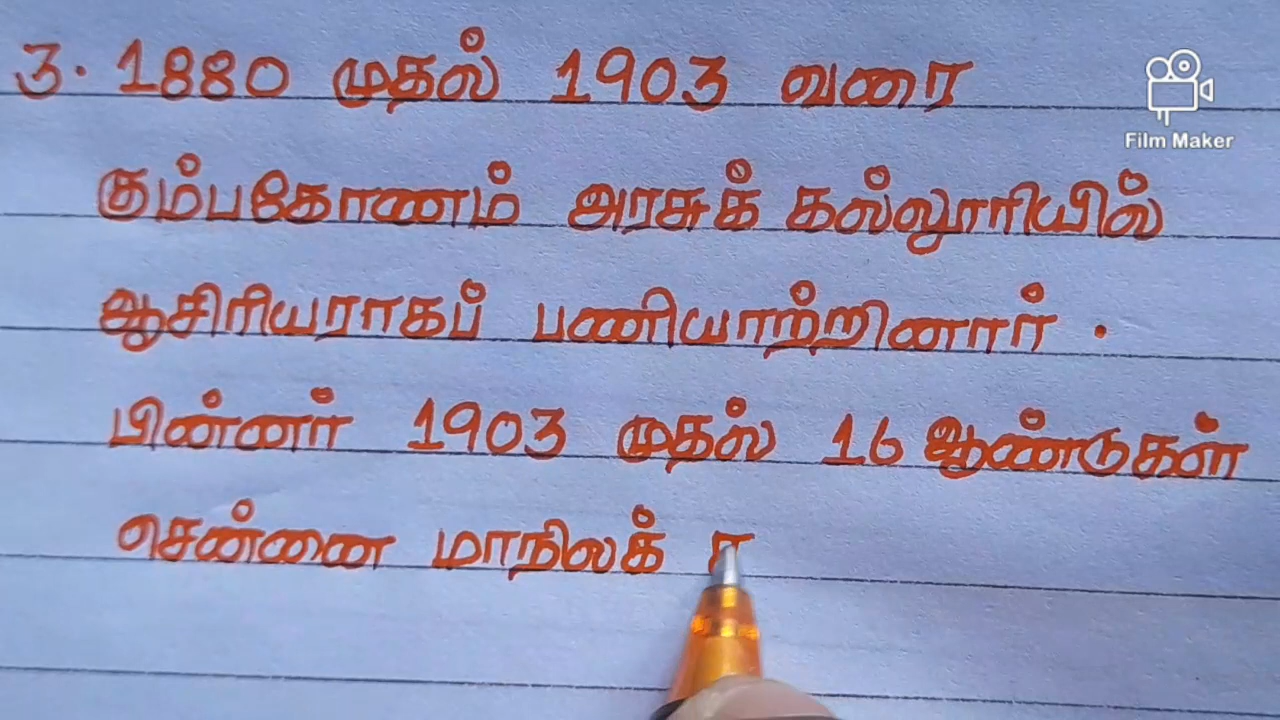 3. 1880 முதல் 1903 வரை
Film Maker
கும்பகோணம் அரசுக் கல்லூரியில்
ஆசிரியராகப் பணியாற்றினார் .
பின்னர் 1903 முதல் 16 ஆண்டுகள்
சென்னை மாநிலக்